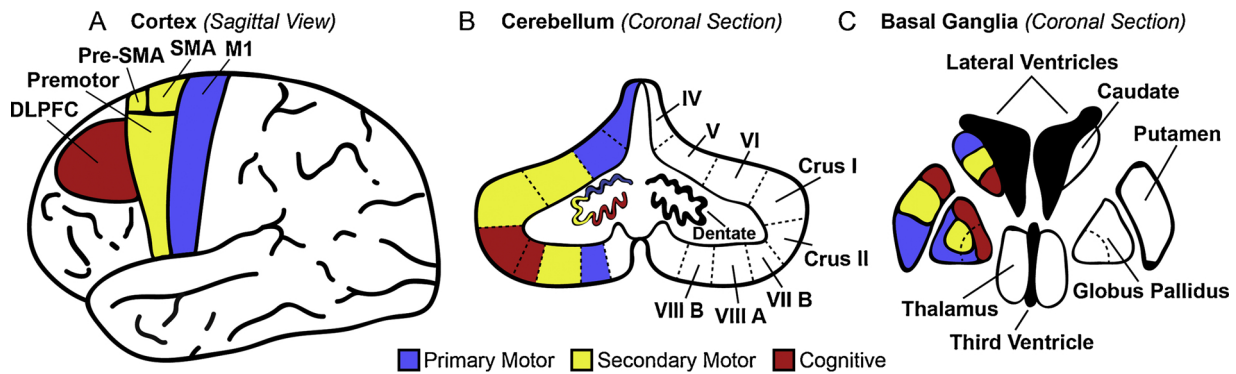 A Cortex (Sagittal View)
Pre-SMA
SMA
M1
Premotor
DLPFC
B Cerebellum (Coronal Section)
IV
V
VI
Crus I
Dentate
Crus II
VII B
VIII A
VIII B
C Basal Ganglia (Coronal Section)
Lateral Ventricles
Caudate
Putamen
Globus Pallidus
Thalamus
Third Ventricle
Primary Motor
Secondary Motor
Cognitive